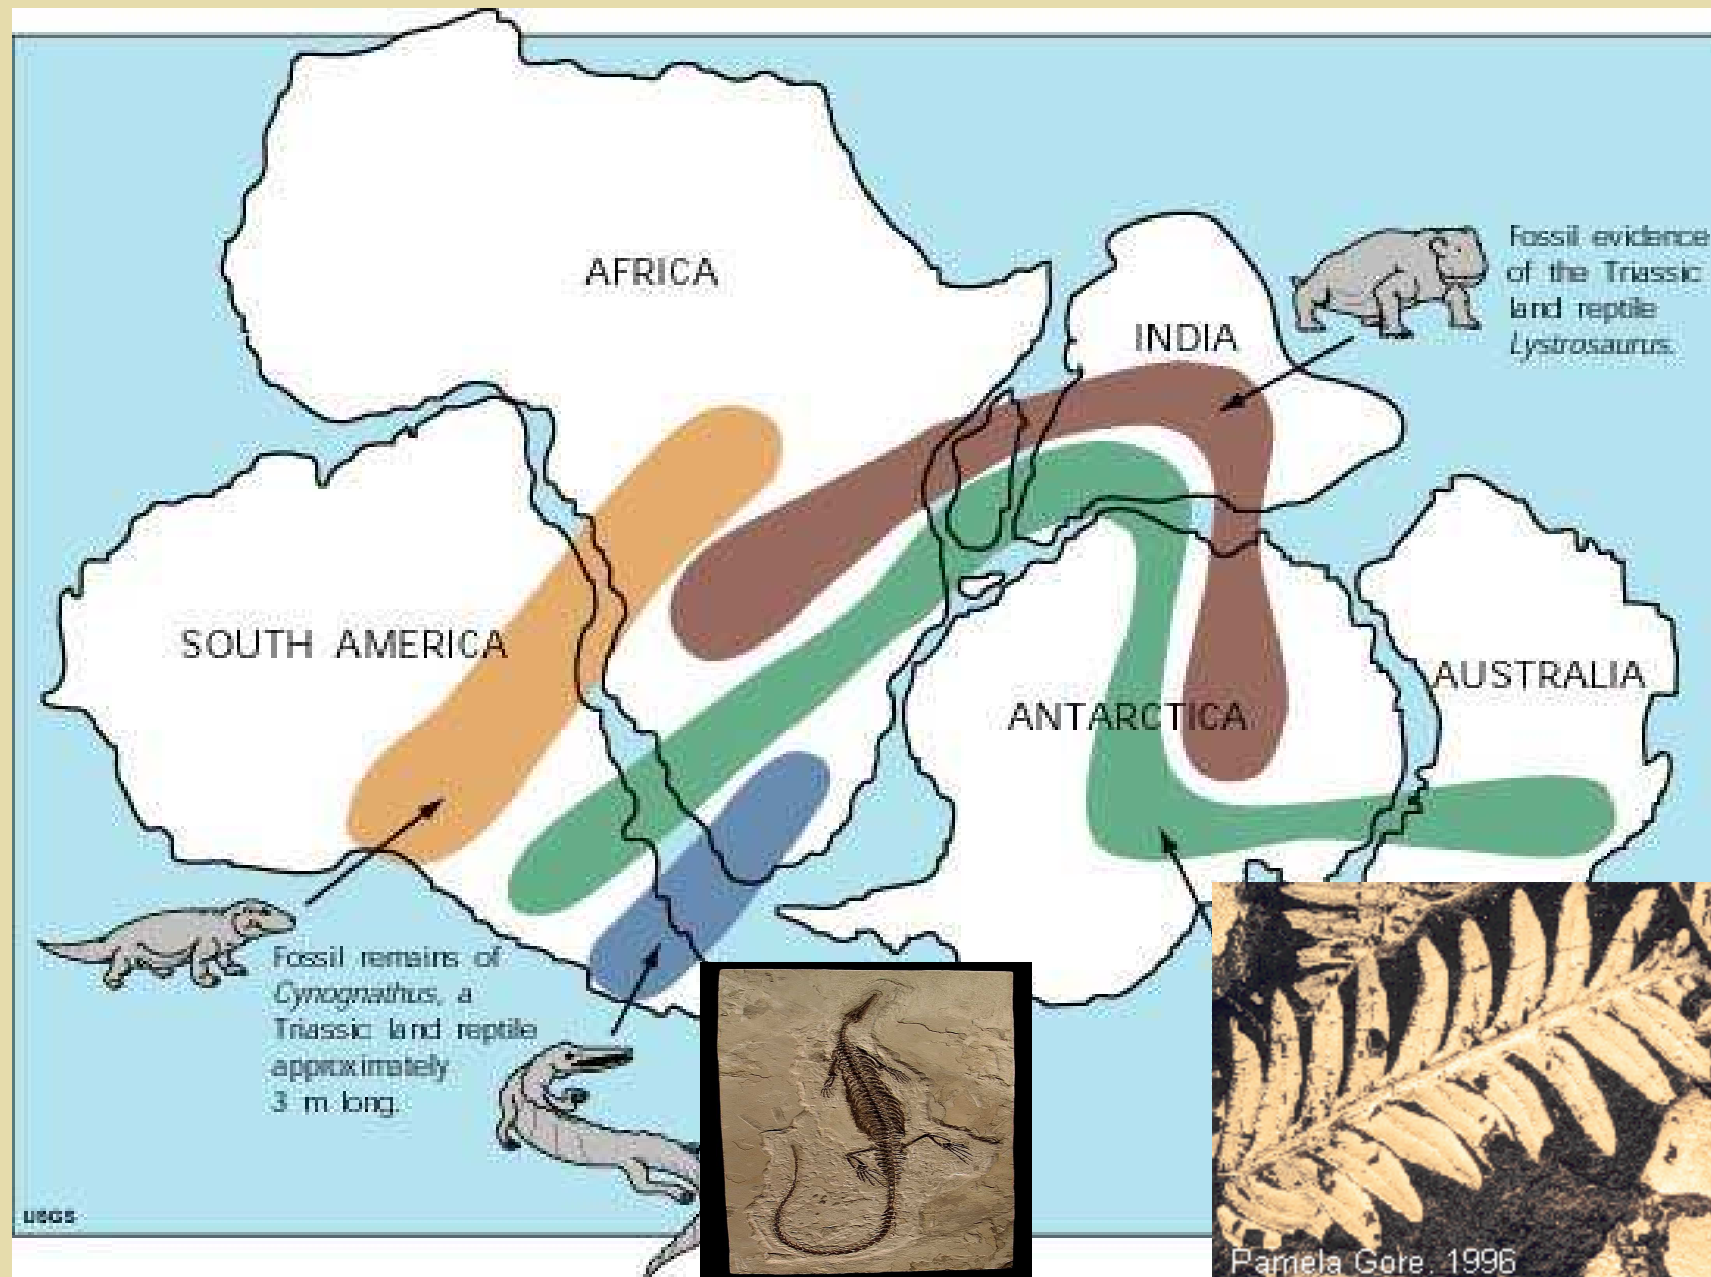 AFRICA
INDIA
Fossil evidence
of the Triassic
land reptile
Lystrosaurus.
SOUTH AMERICA
ANTARCTICA
AUSTRALIA
Fossil remains of
Cynognathus, a
Triassic land reptile
approximately
3 m long.
USGS
Pamela Gore, 1996